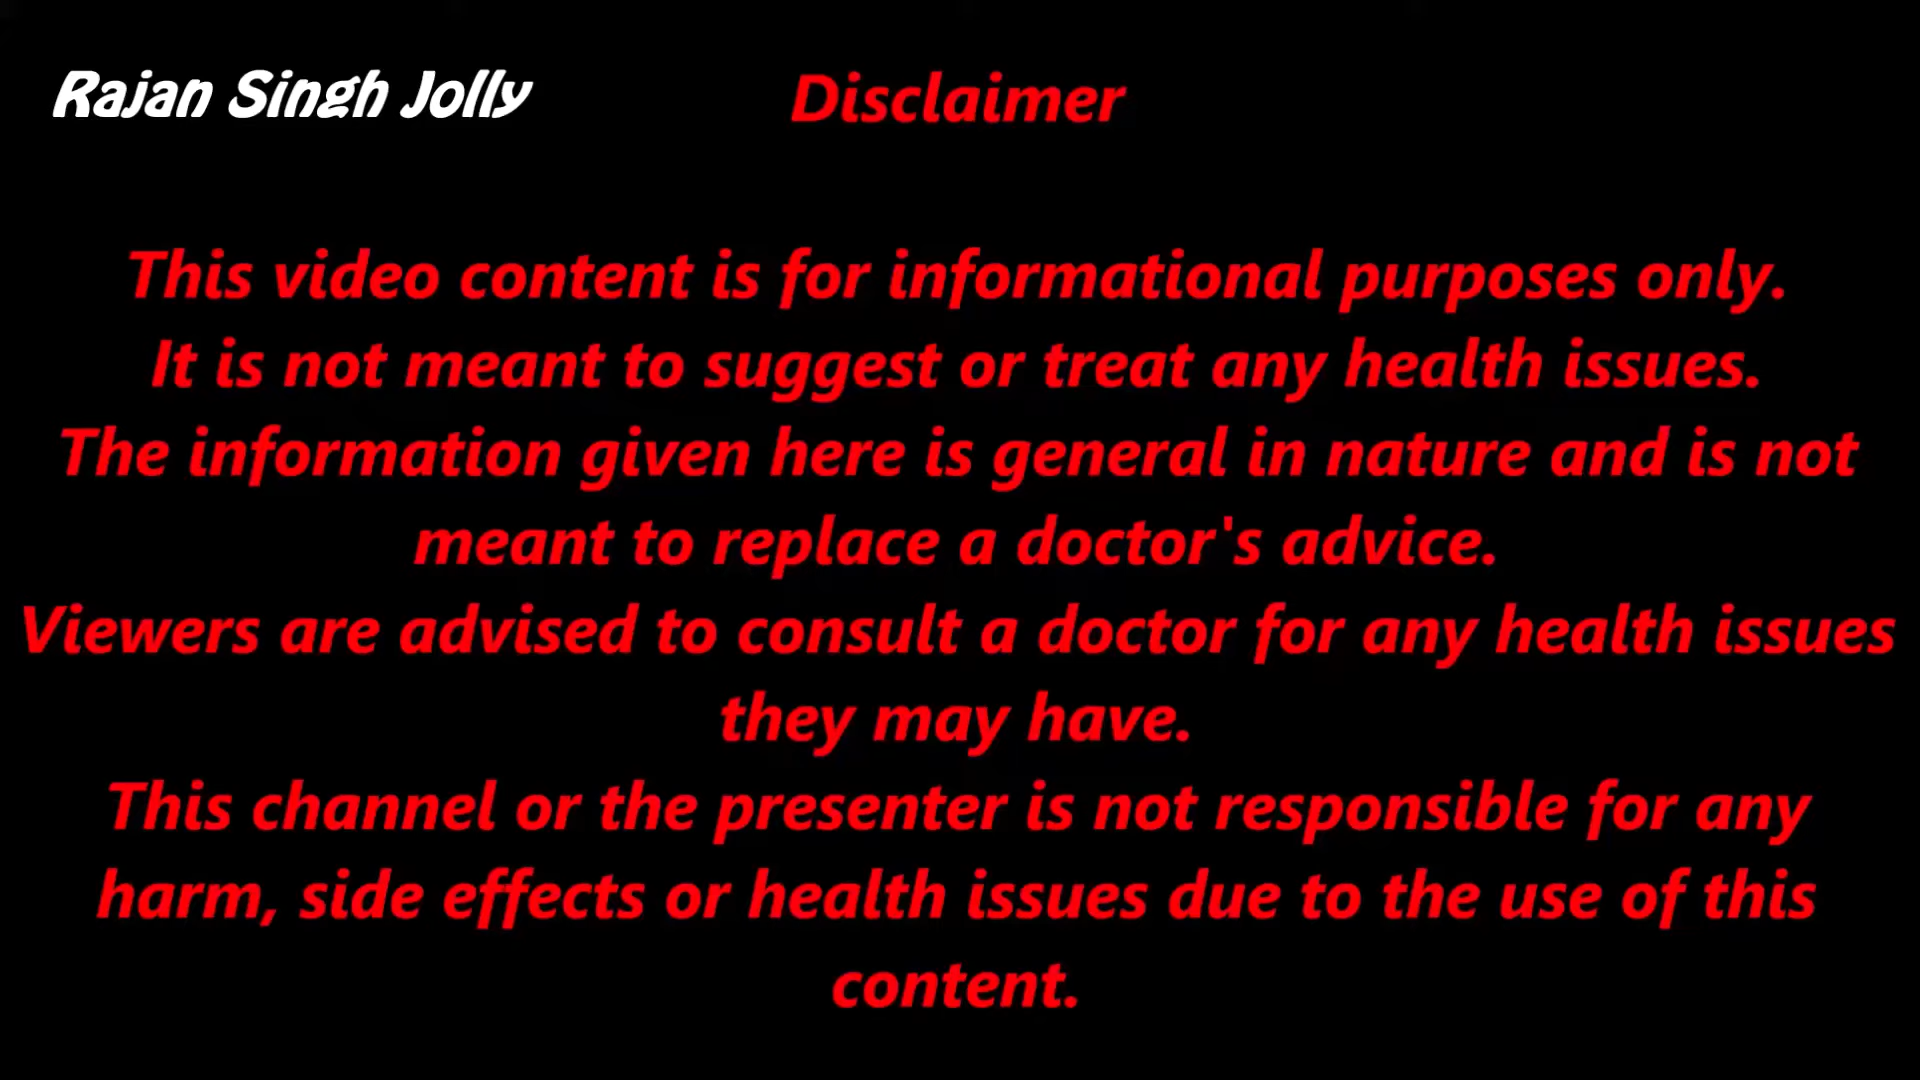 Rajan Singh Jolly
Disclaimer
This video content is for informational purposes only.
It is not meant to suggest or treat any health issues.
The information given here is general in nature and is not
meant to replace a doctor's advice.
Viewers are advised to consult a doctor for any health issues
they may have.
This channel or the presenter is not responsible for any
harm, side effects or health issues due to the use of this
content.